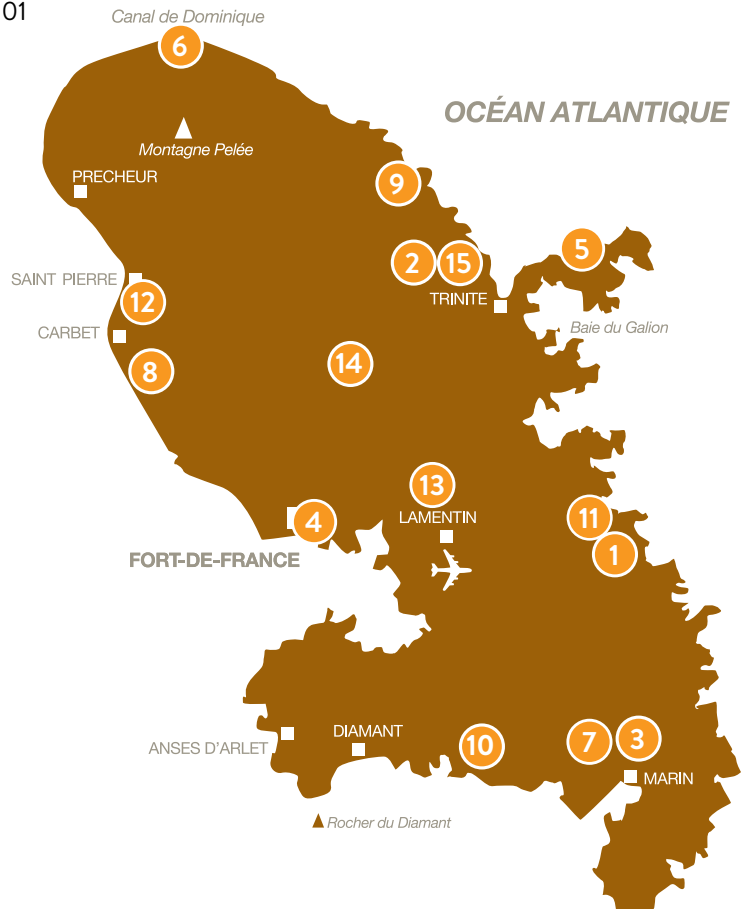 01
Canal de Dominique
6
OCÉAN ATLANTIQUE
Montagne Pelée
PRECHEUR
9
5
2
15
SAINT PIERRE
12
TRINITE
CARBET
Baie du Galion
8
14
13
LAMENTIN
4
11
FORT-DE-FRANCE
1
ANSES D'ARLET
DIAMANT
10
7
3
MARIN
Rocher du Diamant